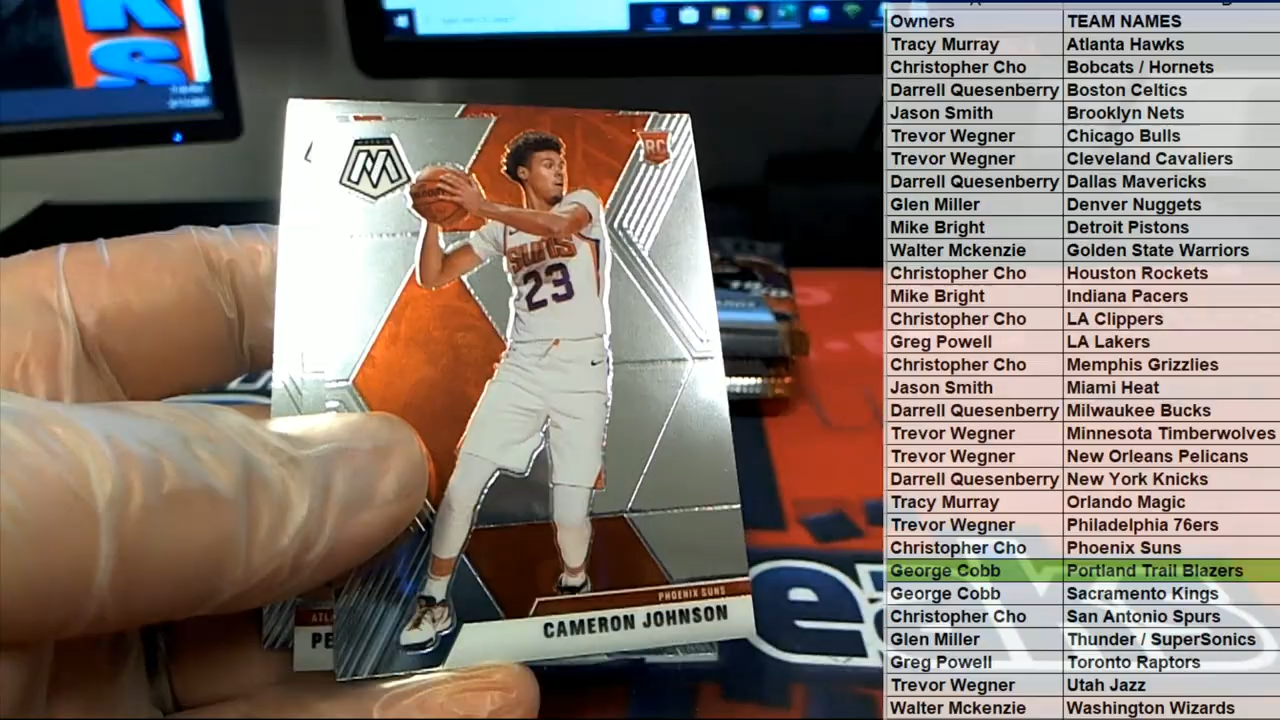 KS
MOSAIC
M
RC
SUNS
23
PHOENIX SUNS
CAMERON JOHNSON
ATL
PE
e
Owners TEAM NAMES
Tracy Murray Atlanta Hawks
Christopher Cho Bobcats / Hornets
Darrell Quesenberry Boston Celtics
Jason Smith Brooklyn Nets
Trevor Wegner Chicago Bulls
Trevor Wegner Cleveland Cavaliers
Darrell Quesenberry Dallas Mavericks
Glen Miller Denver Nuggets
Mike Bright Detroit Pistons
Walter Mckenzie Golden State Warriors
Christopher Cho Houston Rockets
Mike Bright Indiana Pacers
Christopher Cho LA Clippers
Greg Powell LA Lakers
Christopher Cho Memphis Grizzlies
Jason Smith Miami Heat
Darrell Quesenberry Milwaukee Bucks
Trevor Wegner Minnesota Timberwolves
Trevor Wegner New Orleans Pelicans
Darrell Quesenberry New York Knicks
Tracy Murray Orlando Magic
Trevor Wegner Philadelphia 76ers
Christopher Cho Phoenix Suns
George Cobb Portland Trail Blazers
George Cobb Sacramento Kings
Christopher Cho San Antonio Spurs
Glen Miller Thunder / SuperSonics
Greg Powell Toronto Raptors
Trevor Wegner Utah Jazz
Walter Mckenzie Washington Wizards